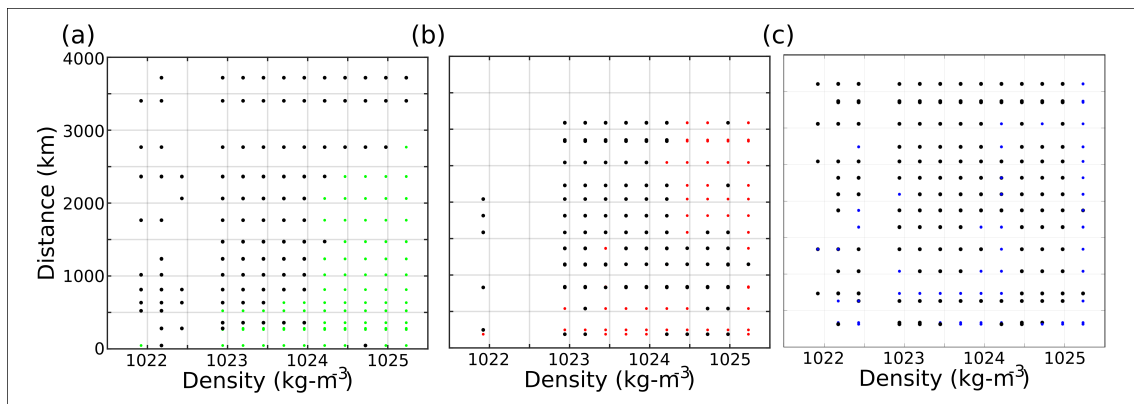 (a) (b) (c)
4000
3000
2000
1000
0
Distance (km)
1022 1023 1024 1025 1022 1023 1024 1025 1022 1023 1024 1025
Density (kg-m⁻³) Density (kg-m⁻³) Density (kg-m⁻³)